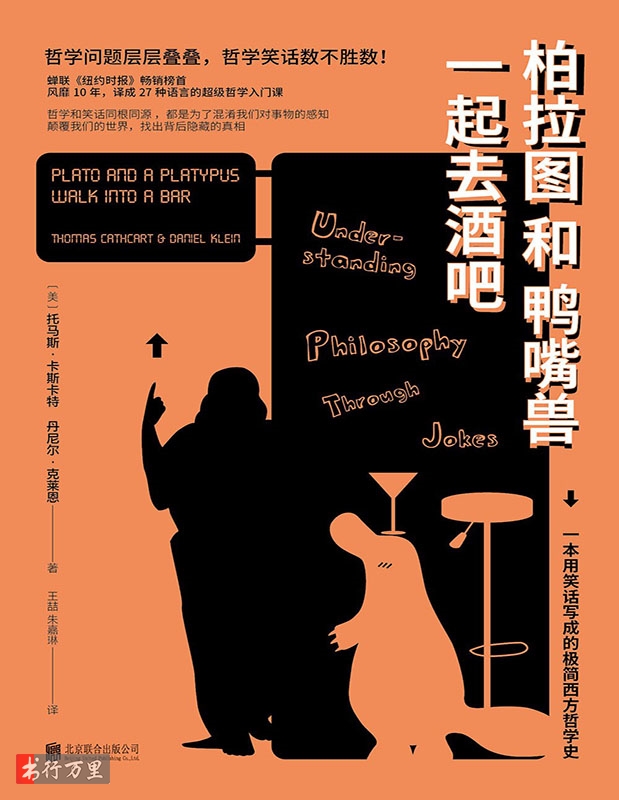 哲学问题层层叠叠，哲学笑话数不胜数！
蝉联《纽约时报》畅销榜首
风靡 10 年，译成 27 种语言的超级哲学入门课
哲学和笑话同根同源，都是为了混淆我们对事物的感知
颠覆我们的世界，找出背后隐藏的真相
柏拉图 和 鸭嘴兽
一起去酒吧
PLATO AND A PLATYPUS
WALK INTO A BAR
THOMAS CATHCART & DANIEL KLEIN
Under-
standing
Philosophy
Through
Jokes
［美］托马斯·卡斯卡特 丹尼尔·克莱恩——著
王喆 朱嘉琳——译
一本用笑话写成的极简西方哲学史
北京联合出版公司
Beijing United Publishing Co.,Ltd.
书行万里